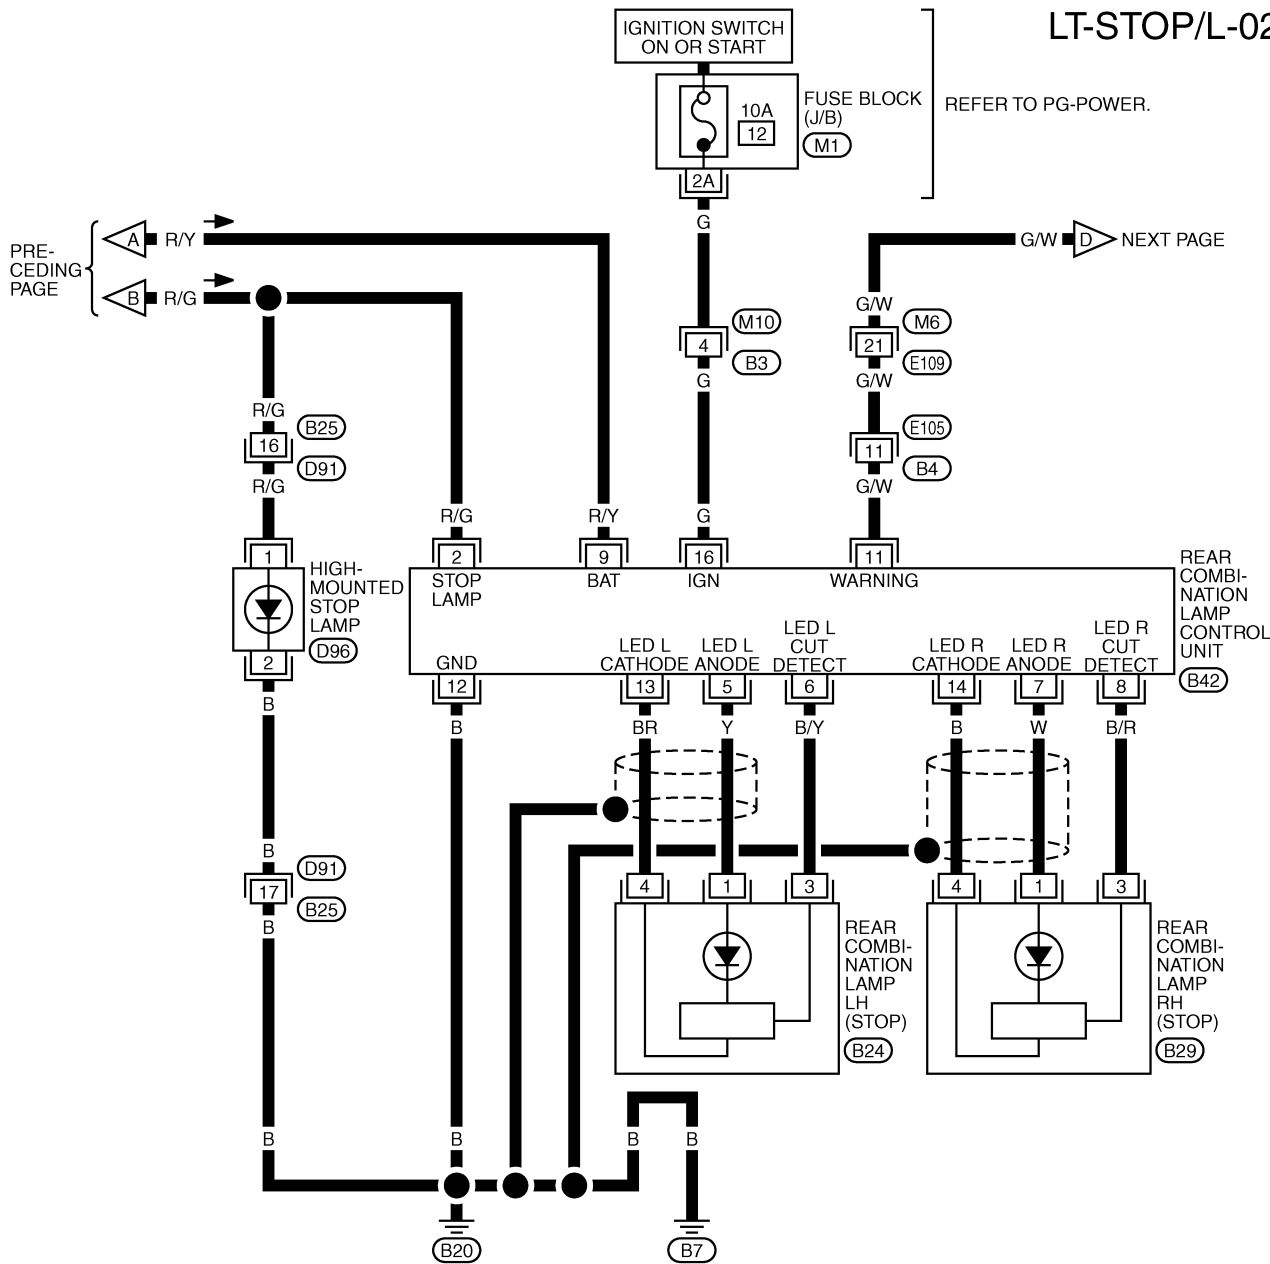 LT-STOP/L-02
IGNITION SWITCH
ON OR START
FUSE BLOCK
(J/B)
M1
10A
12
2A
REFER TO PG-POWER.
G
PRE-
CEDING
PAGE
A
R/Y
B
R/G
G/W
D
NEXT PAGE
G/W
M10
4
B3
G
M6
21
E109
G/W
R/G
B25
16
D91
R/G
E105
11
B4
G/W
R/G
R/Y
G
1
2
9
16
11
HIGH-
MOUNTED
STOP
LAMP
D96
2
STOP
LAMP
BAT
IGN
WARNING
REAR
COMBI-
NATION
LAMP
CONTROL
UNIT
B42
GND
LED L
CATHODE
LED L
ANODE
LED L
CUT
DETECT
LED R
CATHODE
LED R
ANODE
LED R
CUT
DETECT
12
13
5
6
14
7
8
B
B
BR
Y
B/Y
B
W
B/R
B
D91
17
B25
B
4
1
3
4
1
3
REAR
COMBI-
NATION
LAMP
LH
(STOP)
B24
REAR
COMBI-
NATION
LAMP
RH
(STOP)
B29
B
B
B
B
B20
B7